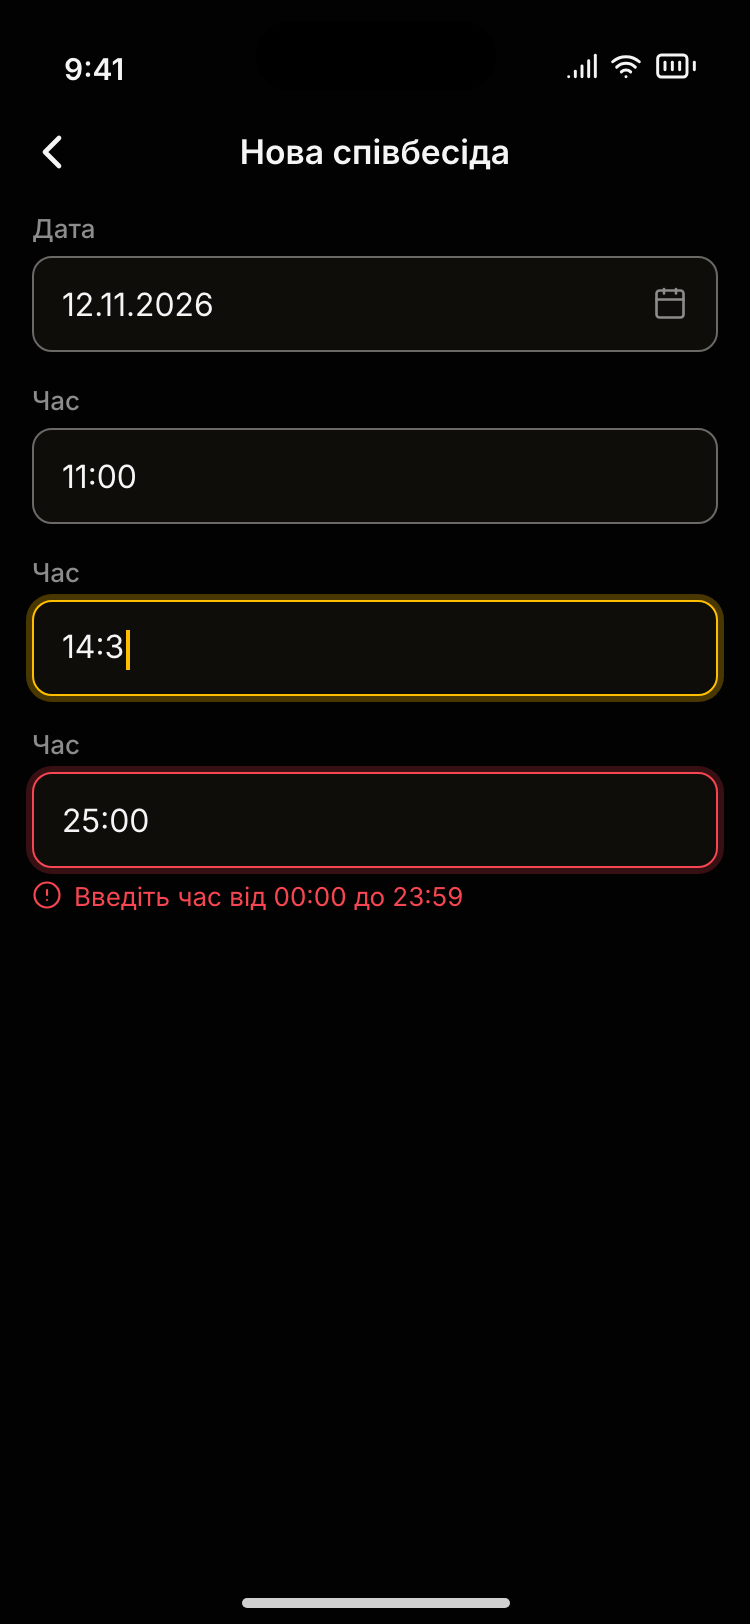 9:41
Нова співбесіда
Дата
12.11.2026
Час
11:00
Час
14:3
Час
25:00
Введіть час від 00:00 до 23:59